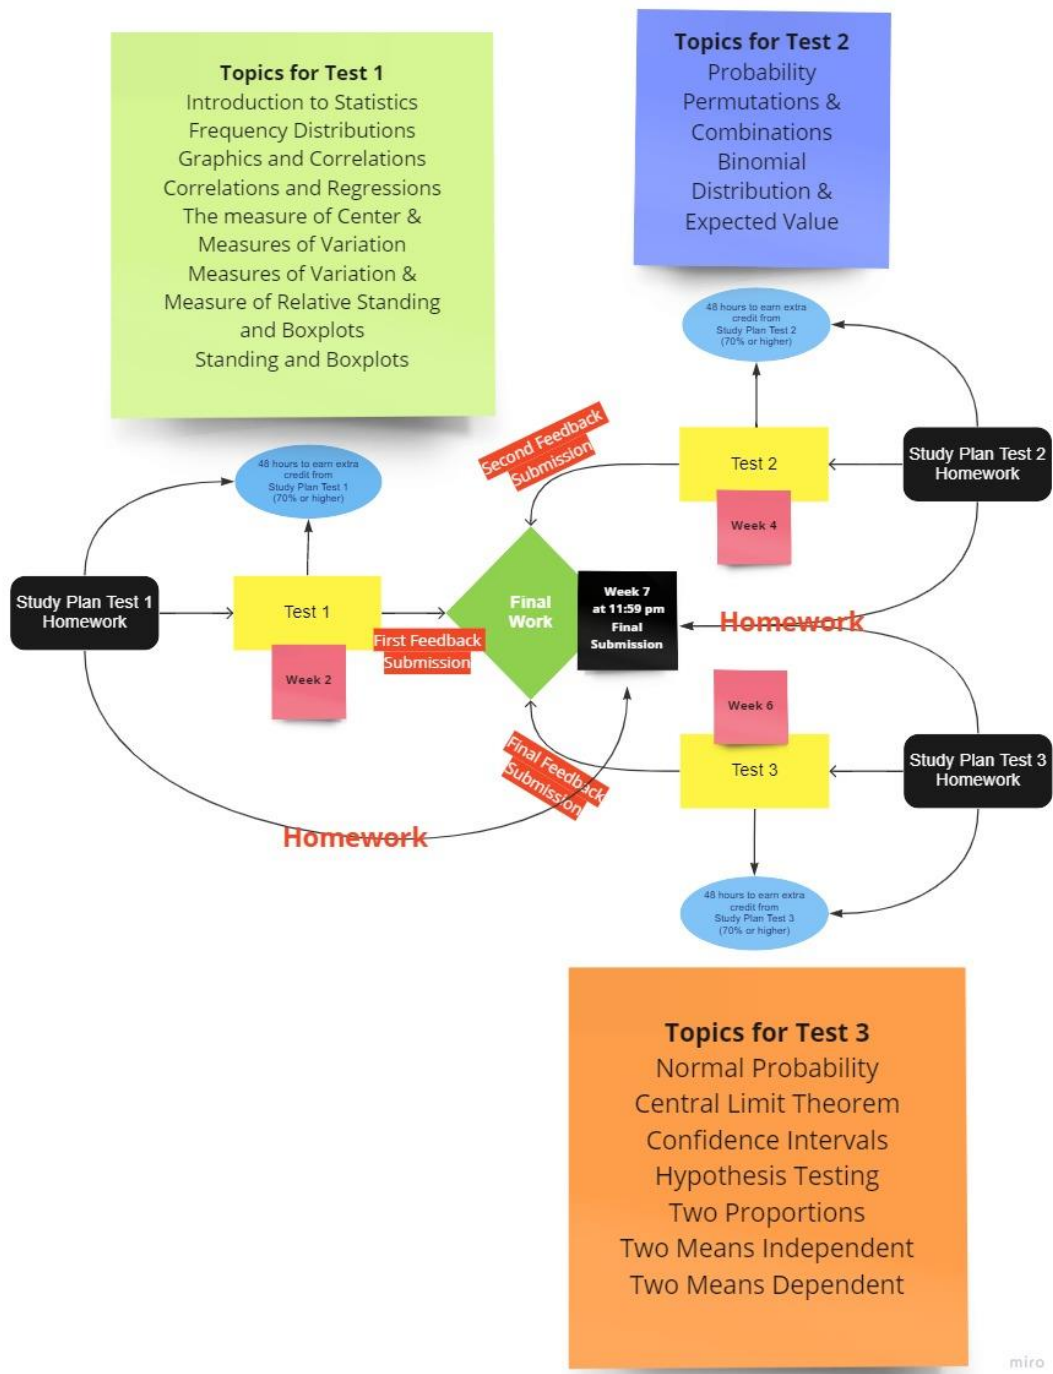 Topics for Test 1
Introduction to Statistics
Frequency Distributions
Graphics and Correlations
Correlations and Regressions
The measure of Center &
Measures of Variation
Measures of Variation &
Measure of Relative Standing
and Boxplots
Standing and Boxplots
Topics for Test 2
Probability
Permutations &
Combinations
Binomial
Distribution &
Expected Value
48 hours to earn extra
credit from
Study Plan Test 2
(70% or higher)
Second Feedback
Submission
Test 2
Study Plan Test 2
Homework
Week 4
48 hours to earn extra
credit from
Study Plan Test 1
(70% or higher)
Study Plan Test 1
Homework
Test 1
Week 2
First Feedback
Submission
Final
Work
Week 7
at 11:59 pm
Final
Submission
Homework
Week 6
Final Feedback
Submission
Test 3
Study Plan Test 3
Homework
Homework
48 hours to earn extra
credit from
Study Plan Test 3
(70% or higher)
Topics for Test 3
Normal Probability
Central Limit Theorem
Confidence Intervals
Hypothesis Testing
Two Proportions
Two Means Independent
Two Means Dependent
miro